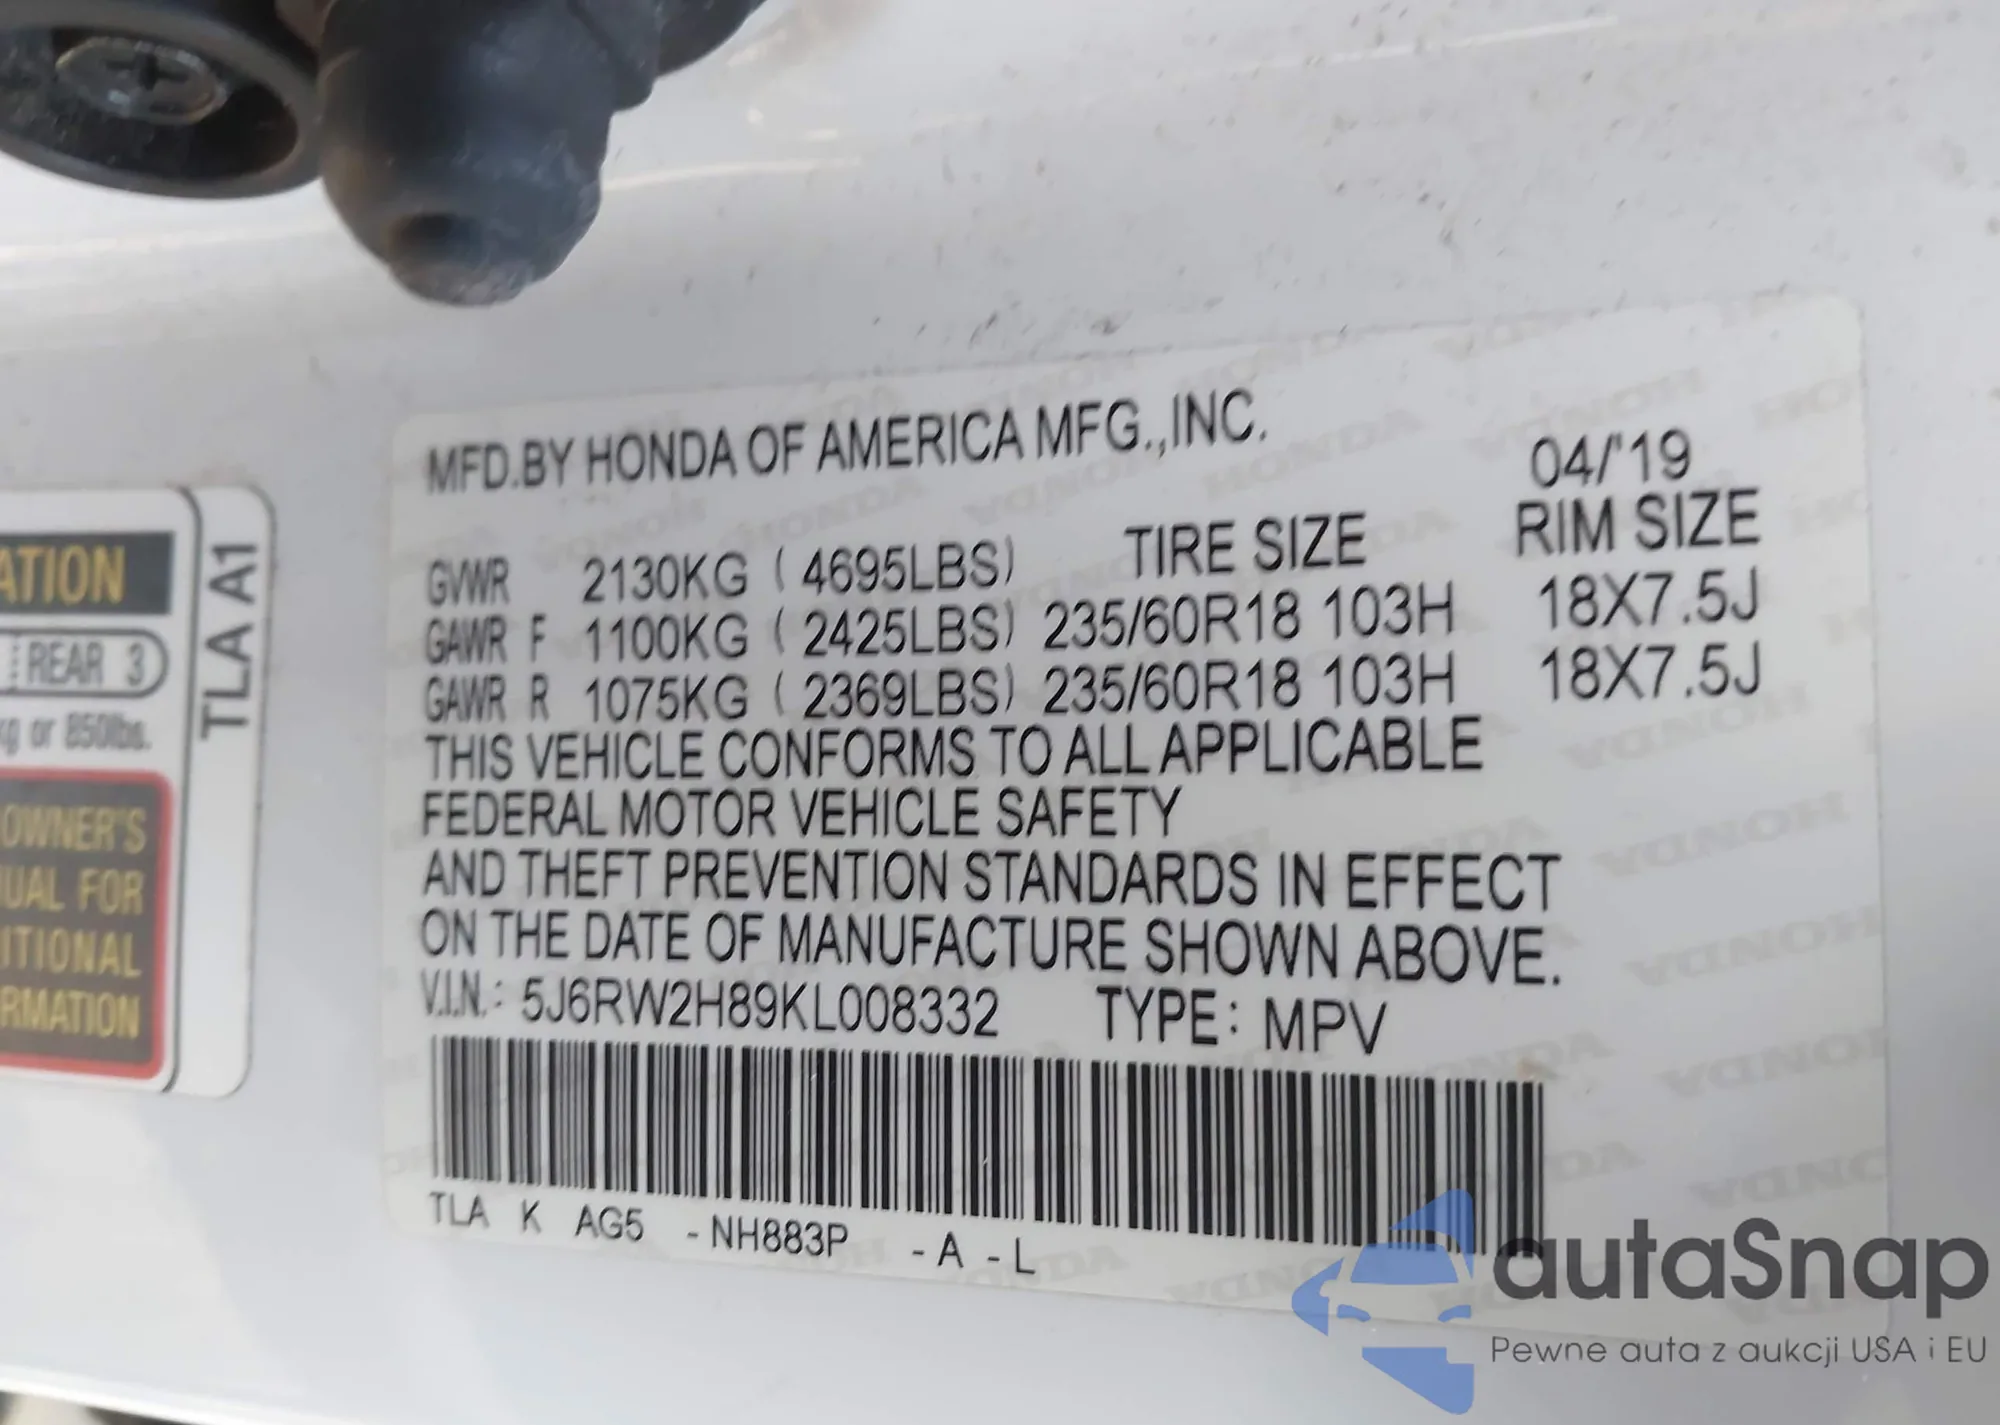 ATION
REAR 3
kg or 850lbs.
OWNER'S
UAL FOR
ITIONAL
RMATION
TLA A1
MFD.BY HONDA OF AMERICA MFG.,INC. 04/'19
TIRE SIZE RIM SIZE
GVWR 2130KG ( 4695LBS)
GAWR F 1100KG ( 2425LBS) 235/60R18 103H 18X7.5J
GAWR R 1075KG ( 2369LBS) 235/60R18 103H 18X7.5J
THIS VEHICLE CONFORMS TO ALL APPLICABLE
FEDERAL MOTOR VEHICLE SAFETY
AND THEFT PREVENTION STANDARDS IN EFFECT
ON THE DATE OF MANUFACTURE SHOWN ABOVE.
V.I.N.: 5J6RW2H89KL008332 TYPE: MPV
TLA K AG5 -NH883P -A -L
autaSnap
Pewne auta z aukcji USA i EU